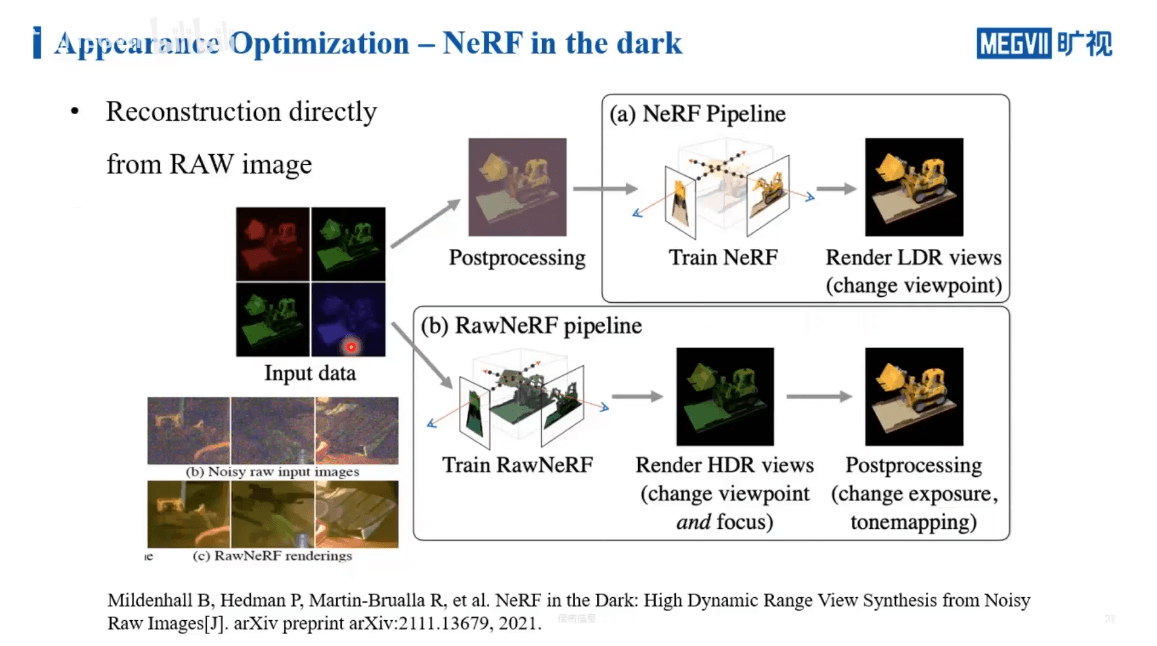 Appearance Optimization – NeRF in the dark
MEGVII 旷视
• Reconstruction directly
from RAW image
(a) NeRF Pipeline
Postprocessing
Train NeRF
Render LDR views
(change viewpoint)
Input data
(b) RawNeRF pipeline
Train RawNeRF
Render HDR views
(change viewpoint
and focus)
Postprocessing
(change exposure,
tonemapping)
(b) Noisy raw input images
(c) RawNeRF renderings
Mildenhall B, Hedman P, Martin-Brualla R, et al. NeRF in the Dark: High Dynamic Range View Synthesis from Noisy
Raw Images[J]. arXiv preprint arXiv:2111.13679, 2021.